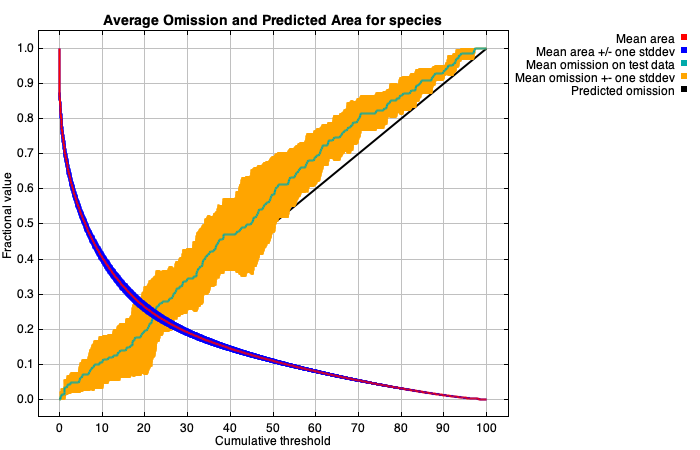 Average Omission and Predicted Area for species
Mean area
Mean area +/- one stddev
Mean omission on test data
Mean omission +- one stddev
Predicted omission
Fractional value
1.0
0.9
0.8
0.7
0.6
0.5
0.4
0.3
0.2
0.1
0.0
0 10 20 30 40 50 60 70 80 90 100
Cumulative threshold